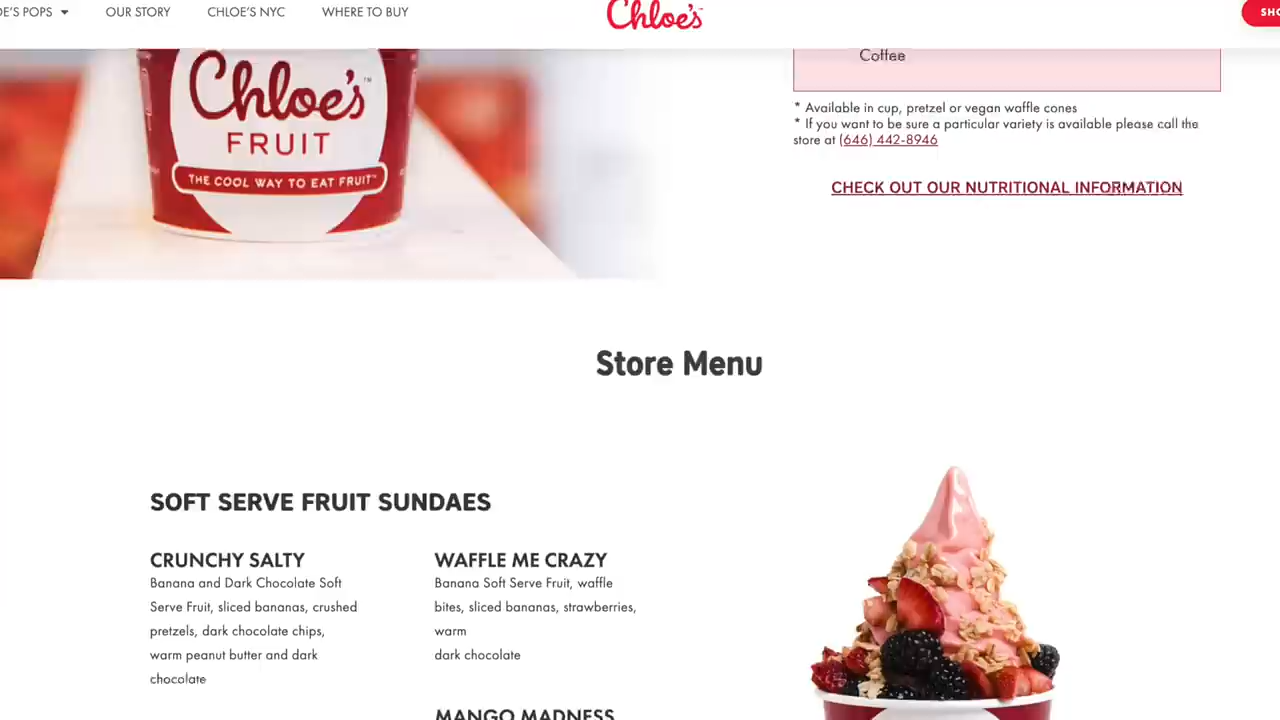 OE'S POPS
OUR STORY
CHLOE'S NYC
WHERE TO BUY
Chloe's
SHO
Chloe's™
FRUIT
THE COOL WAY TO EAT FRUIT™
Coffee
* Available in cup, pretzel or vegan waffle cones
* If you want to be sure a particular variety is available please call the
store at (646) 442-8946
CHECK OUT OUR NUTRITIONAL INFORMATION
Store Menu
SOFT SERVE FRUIT SUNDAES
CRUNCHY SALTY
Banana and Dark Chocolate Soft
Serve Fruit, sliced bananas, crushed
pretzels, dark chocolate chips,
warm peanut butter and dark
chocolate
WAFFLE ME CRAZY
Banana Soft Serve Fruit, waffle
bites, sliced bananas, strawberries,
warm
dark chocolate
MANGO MADNESS